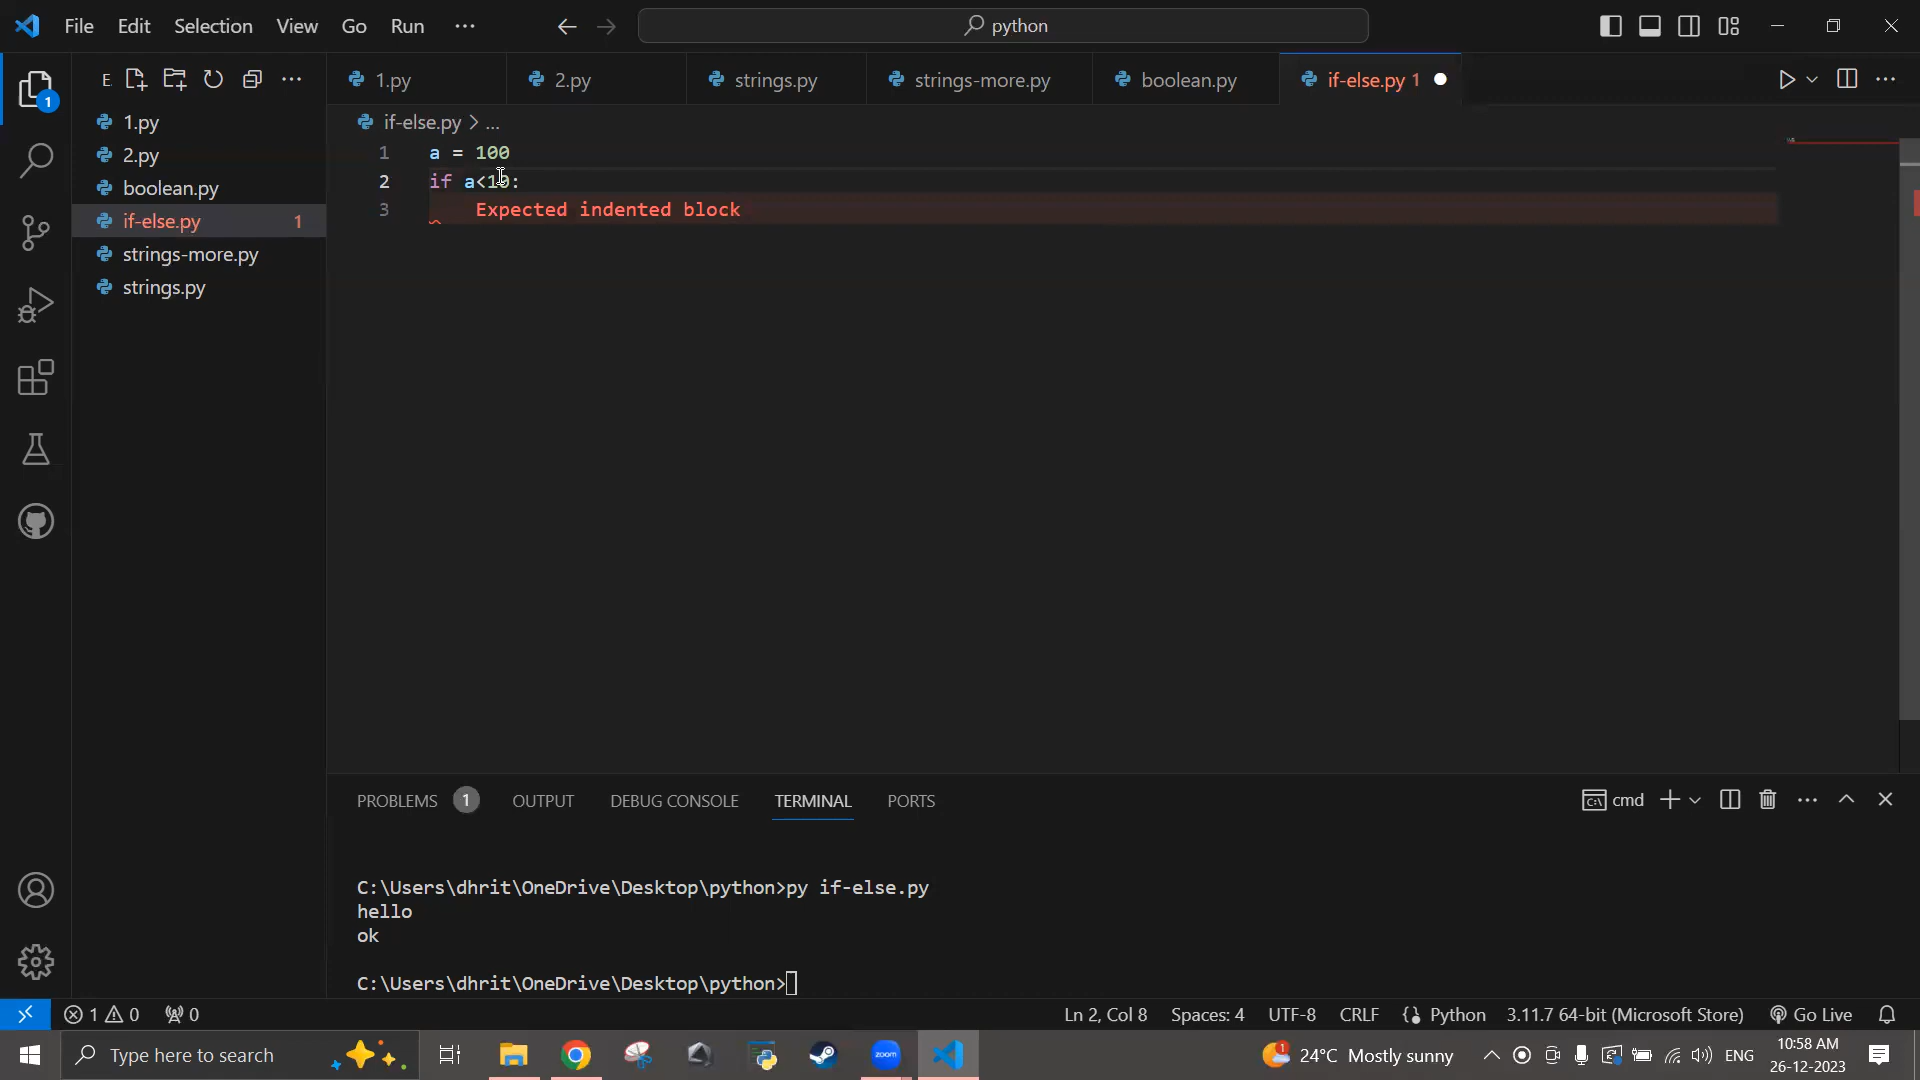 File Edit Selection View Go Run ···
python
E
1.py
2.py
strings.py
strings-more.py
boolean.py
if-else.py 1
if-else.py > ...
1
1.py
2.py
boolean.py
if-else.py 1
strings-more.py
strings.py
1 a = 100
2 if a<10:
3 Expected indented block
PROBLEMS 1 OUTPUT DEBUG CONSOLE TERMINAL PORTS
cmd
C:\Users\dhrit\OneDrive\Desktop\python>py if-else.py
hello
ok
C:\Users\dhrit\OneDrive\Desktop\python>
1 0 0
Ln 2, Col 8 Spaces: 4 UTF-8 CRLF Python 3.11.7 64-bit (Microsoft Store) Go Live
Type here to search
zoom
1
24°C Mostly sunny
ENG
10:58 AM
26-12-2023